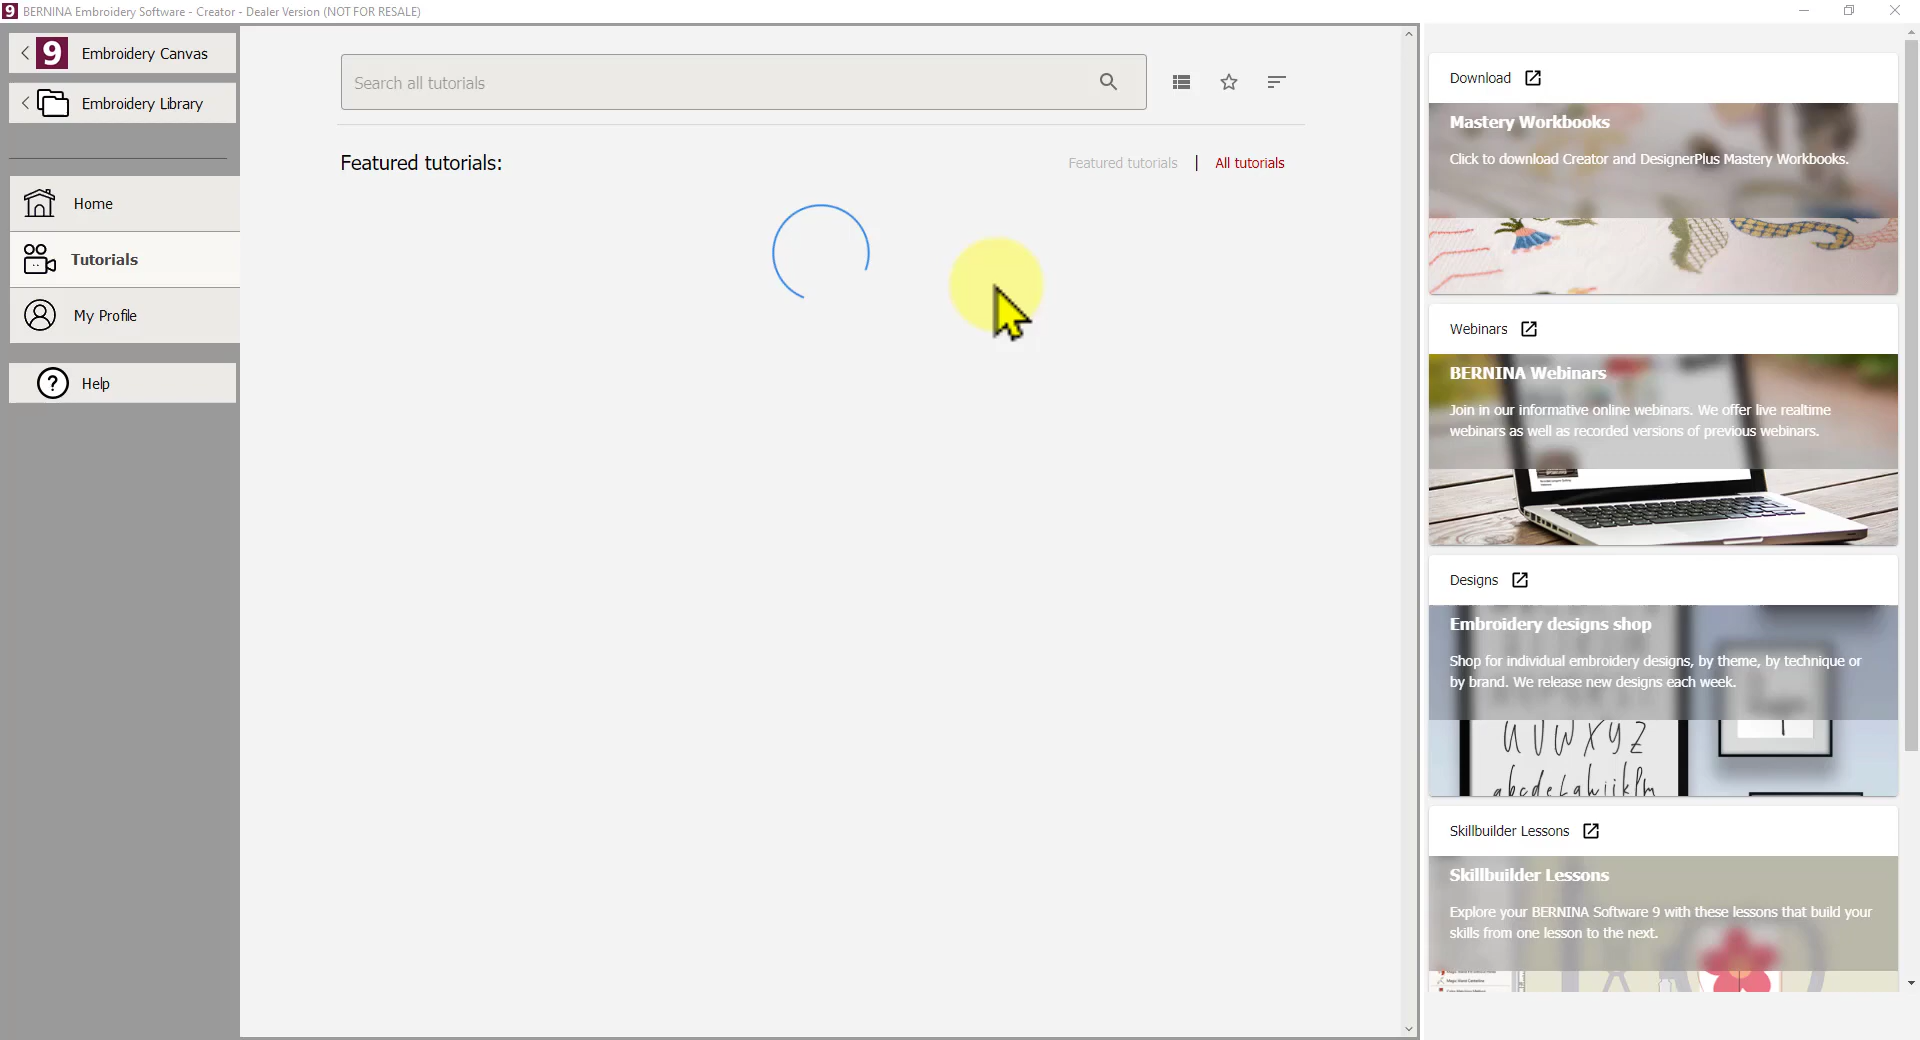 9 BERNINA Embroidery Software - Creator - Dealer Version (NOT FOR RESALE)
9 Embroidery Canvas
Embroidery Library
Home
Tutorials
My Profile
? Help
Search all tutorials
Featured tutorials:
Featured tutorials | All tutorials
Download
Mastery Workbooks
Click to download Creator and DesignerPlus Mastery Workbooks.
Webinars
BERNINA Webinars
Join in our informative online webinars. We offer live realtime
webinars as well as recorded versions of previous webinars.
Designs
Embroidery designs shop
Shop for individual embroidery designs, by theme, by technique or
by brand. We release new designs each week.
U V W X Y Z
Skillbuilder Lessons
Skillbuilder Lessons
Explore your BERNINA Software 9 with these lessons that build your
skills from one lesson to the next.